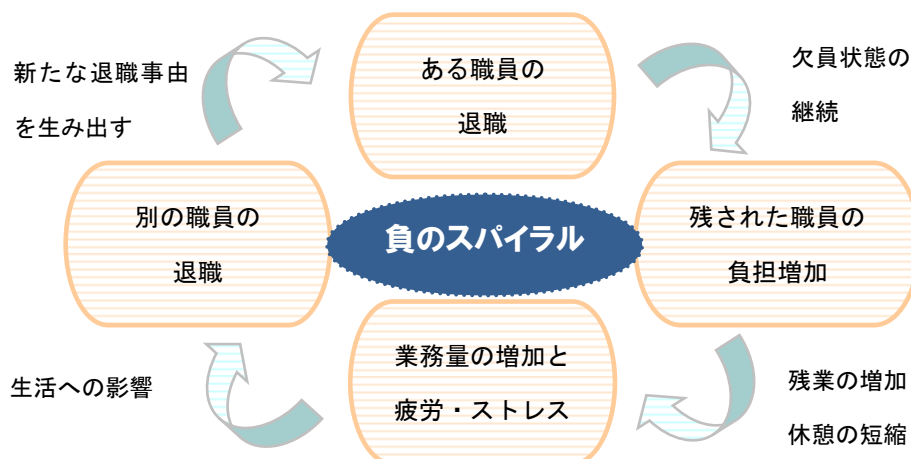 ある職員の
退職
欠員状態の
継続
残された職員の
負担増加
残業の増加
休憩の短縮
業務量の増加と
疲労・ストレス
生活への影響
別の職員の
退職
新たな退職事由
を生み出す
負のスパイラル